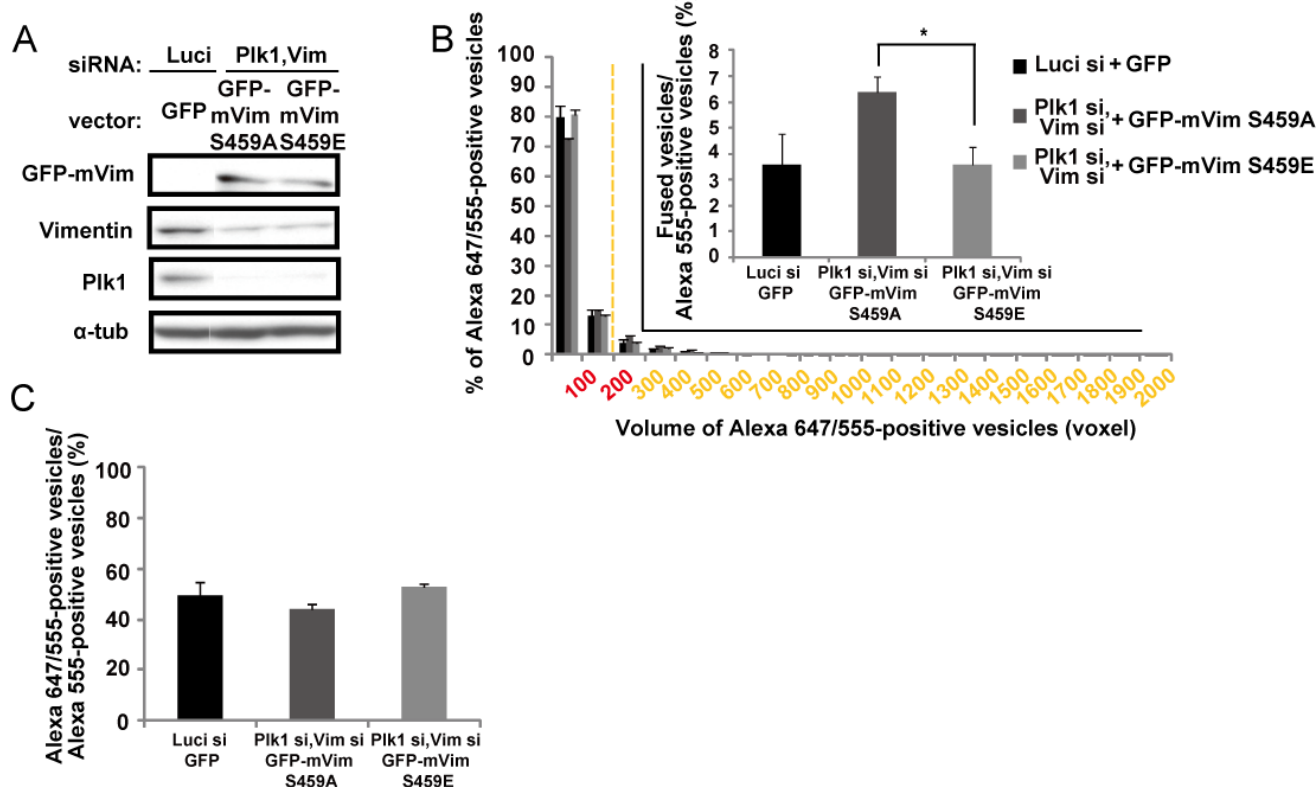 A
siRNA: Luci Plk1,Vim
vector: GFP GFP-mVim S459A GFP-mVim S459E
GFP-mVim
Vimentin
Plk1
α-tub
B
% of Alexa 647/555-positive vesicles
100
90
80
70
60
50
40
30
20
10
0
100 200 300 400 500 600 700 800 900 1000 1100 1200 1300 1400 1500 1600 1700 1800 1900 2000
Volume of Alexa 647/555-positive vesicles (voxel)
Fused vesicles/
Alexa 555-positive vesicles (%
8
7
6
5
4
3
2
1
0
*
Luci si
GFP
Plk1 si,Vim si
GFP-mVim
S459A
Plk1 si,Vim si
GFP-mVim
S459E
Luci si + GFP
Plk1 si, Vim si + GFP-mVim S459A
Plk1 si, Vim si + GFP-mVim S459E
C
Alexa 647/555-positive vesicles/
Alexa 555-positive vesicles (%)
100
80
60
40
20
0
Luci si
GFP
Plk1 si,Vim si
GFP-mVim
S459A
Plk1 si,Vim si
GFP-mVim
S459E